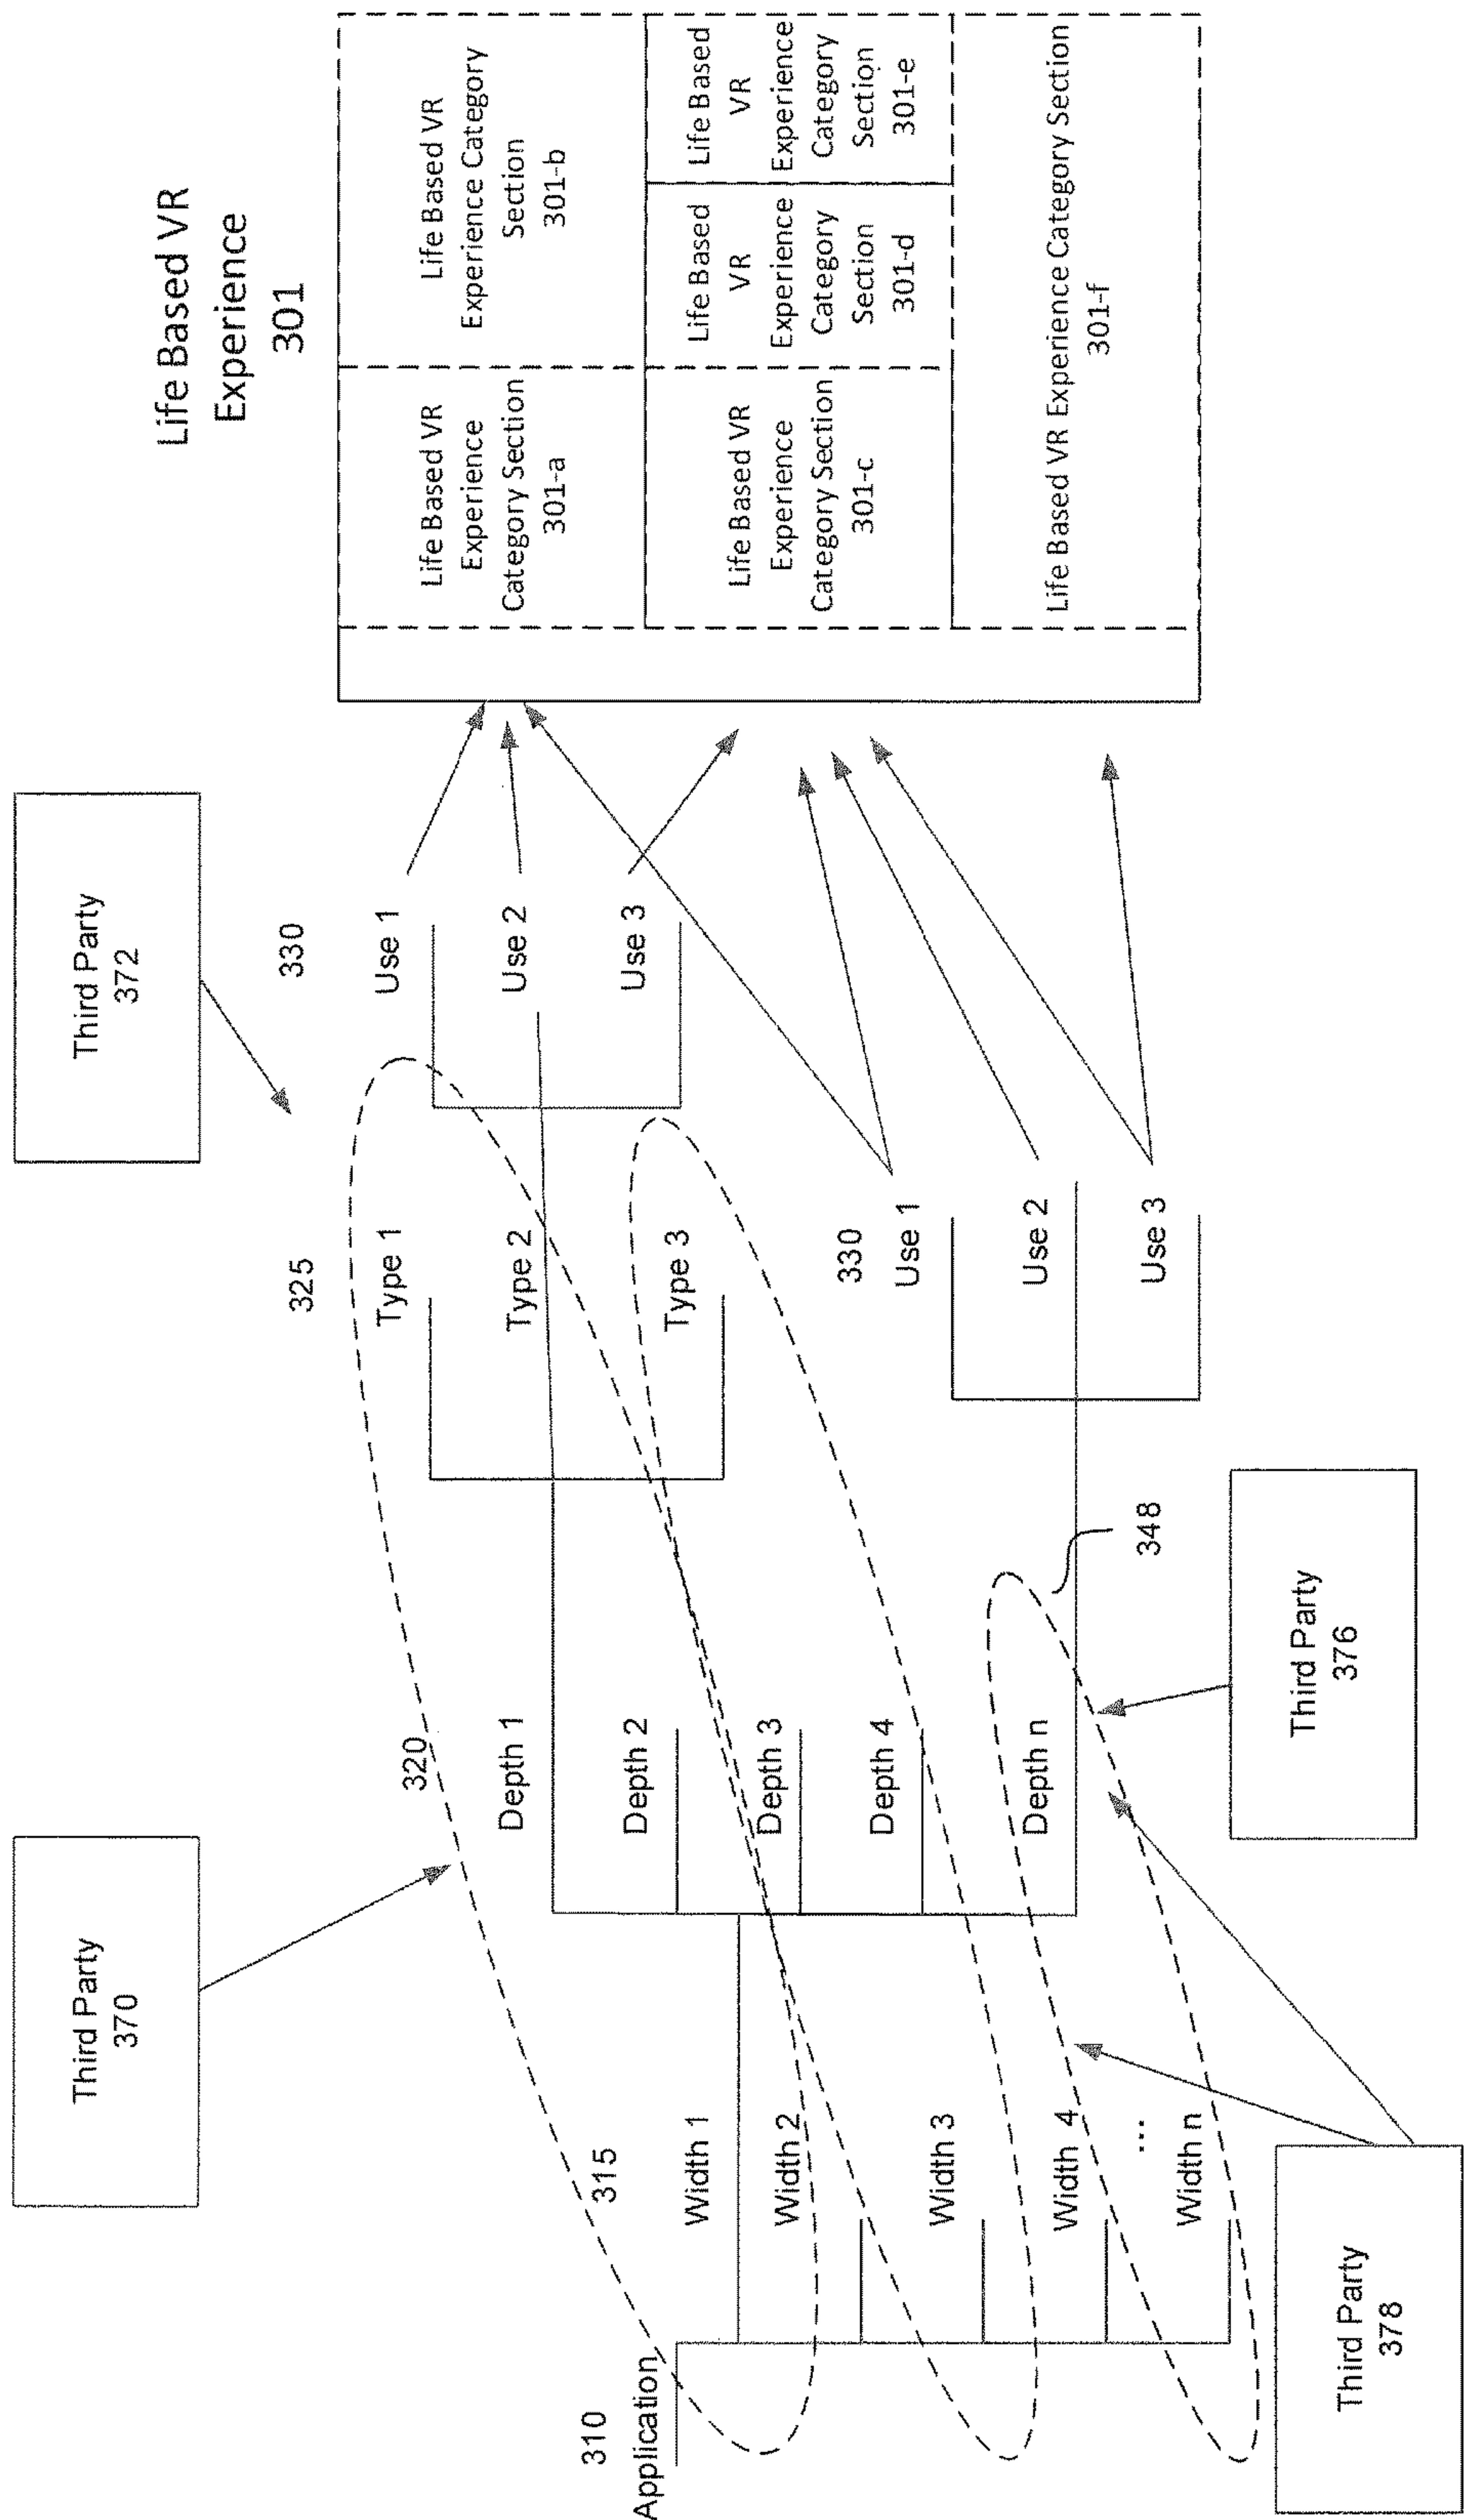 Life Based VR
Experience
301
Third Party
370
Third Party
372
310
Application
315
Width 1
Width 2
Width 3
Width 4
...
Width n
320
Depth 1
Depth 2
Depth 3
Depth 4
Depth n
325
Type 1
Type 2
Type 3
330
Use 1
Use 2
Use 3
330
Use 1
Use 2
Use 3
348
Life Based VR
Experience
Category Section
301-a
Life Based VR
Experience Category
Section
301-b
Life Based VR
Experience
Category Section
301-c
Life Based
VR
Experience
Category
Section
301-d
Life Based
VR
Experience
Category
Section
301-e
Life Based VR Experience Category Section
301-f
Third Party
378
Third Party
376